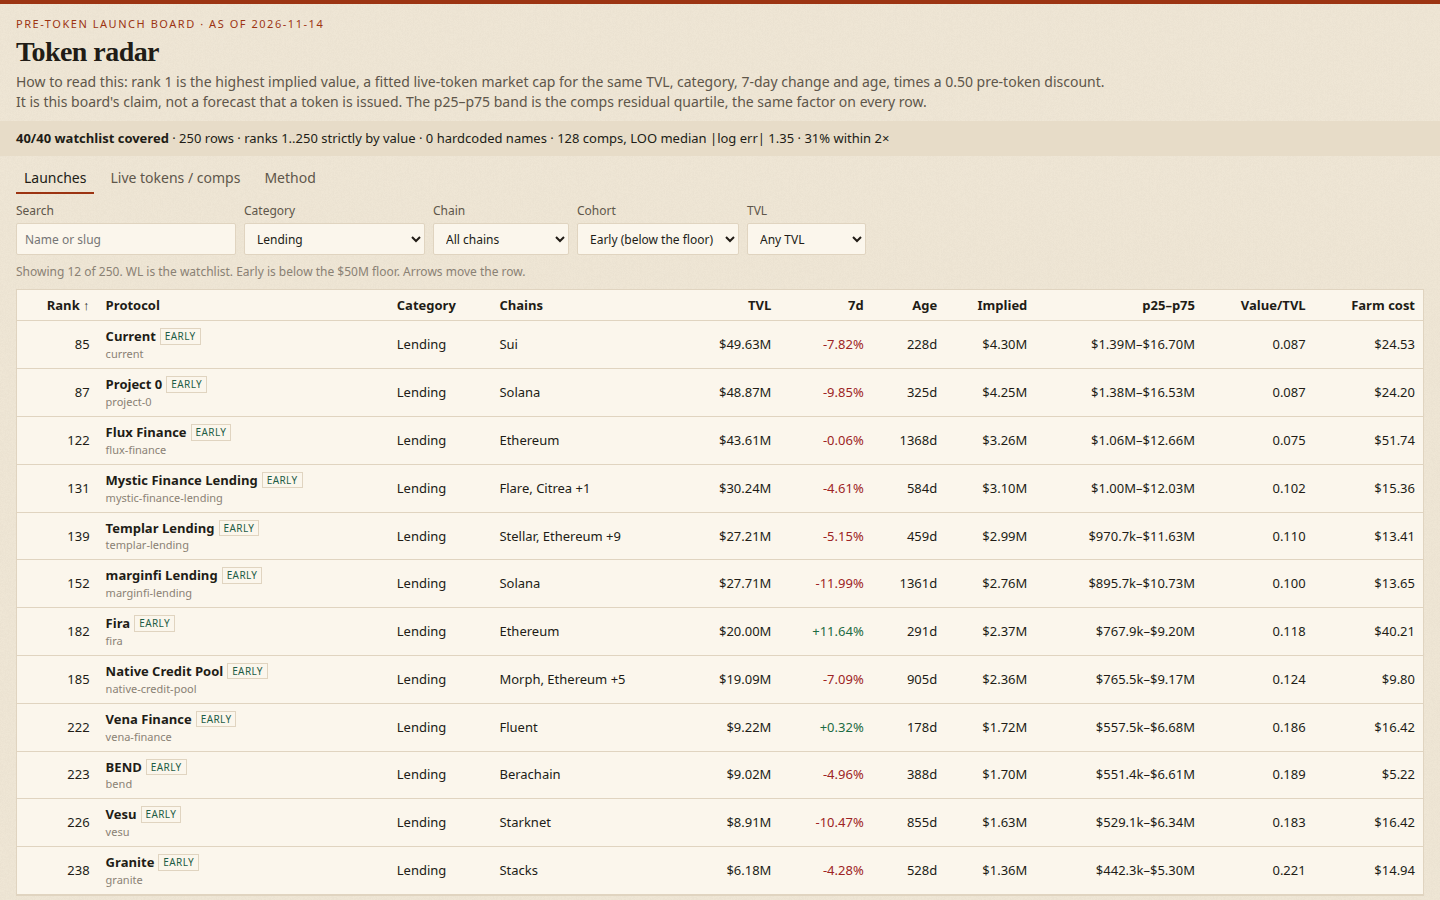 PRE-TOKEN LAUNCH BOARD · AS OF 2026-11-14
Token radar
How to read this: rank 1 is the highest implied value, a fitted live-token market cap for the same TVL, category, 7-day change and age, times a 0.50 pre-token discount.
It is this board's claim, not a forecast that a token is issued. The p25–p75 band is the comps residual quartile, the same factor on every row.
40/40 watchlist covered · 250 rows · ranks 1..250 strictly by value · 0 hardcoded names · 128 comps, LOO median |log err| 1.35 · 31% within 2×
Launches Live tokens / comps Method
Search Category Chain Cohort TVL
Name or slug Lending All chains Early (below the floor) Any TVL
Showing 12 of 250. WL is the watchlist. Early is below the $50M floor. Arrows move the row.
Rank ↑ Protocol Category Chains TVL 7d Age Implied p25–p75 Value/TVL Farm cost
85 Current EARLY Lending Sui $49.63M -7.82% 228d $4.30M $1.39M–$16.70M 0.087 $24.53
current
87 Project 0 EARLY Lending Solana $48.87M -9.85% 325d $4.25M $1.38M–$16.53M 0.087 $24.20
project-0
122 Flux Finance EARLY Lending Ethereum $43.61M -0.06% 1368d $3.26M $1.06M–$12.66M 0.075 $51.74
flux-finance
131 Mystic Finance Lending EARLY Lending Flare, Citrea +1 $30.24M -4.61% 584d $3.10M $1.00M–$12.03M 0.102 $15.36
mystic-finance-lending
139 Templar Lending EARLY Lending Stellar, Ethereum +9 $27.21M -5.15% 459d $2.99M $970.7k–$11.63M 0.110 $13.41
templar-lending
152 marginfi Lending EARLY Lending Solana $27.71M -11.99% 1361d $2.76M $895.7k–$10.73M 0.100 $13.65
marginfi-lending
182 Fira EARLY Lending Ethereum $20.00M +11.64% 291d $2.37M $767.9k–$9.20M 0.118 $40.21
fira
185 Native Credit Pool EARLY Lending Morph, Ethereum +5 $19.09M -7.09% 905d $2.36M $765.5k–$9.17M 0.124 $9.80
native-credit-pool
222 Vena Finance EARLY Lending Fluent $9.22M +0.32% 178d $1.72M $557.5k–$6.68M 0.186 $16.42
vena-finance
223 BEND EARLY Lending Berachain $9.02M -4.96% 388d $1.70M $551.4k–$6.61M 0.189 $5.22
bend
226 Vesu EARLY Lending Starknet $8.91M -10.47% 855d $1.63M $529.1k–$6.34M 0.183 $16.42
vesu
238 Granite EARLY Lending Stacks $6.18M -4.28% 528d $1.36M $442.3k–$5.30M 0.221 $14.94
granite